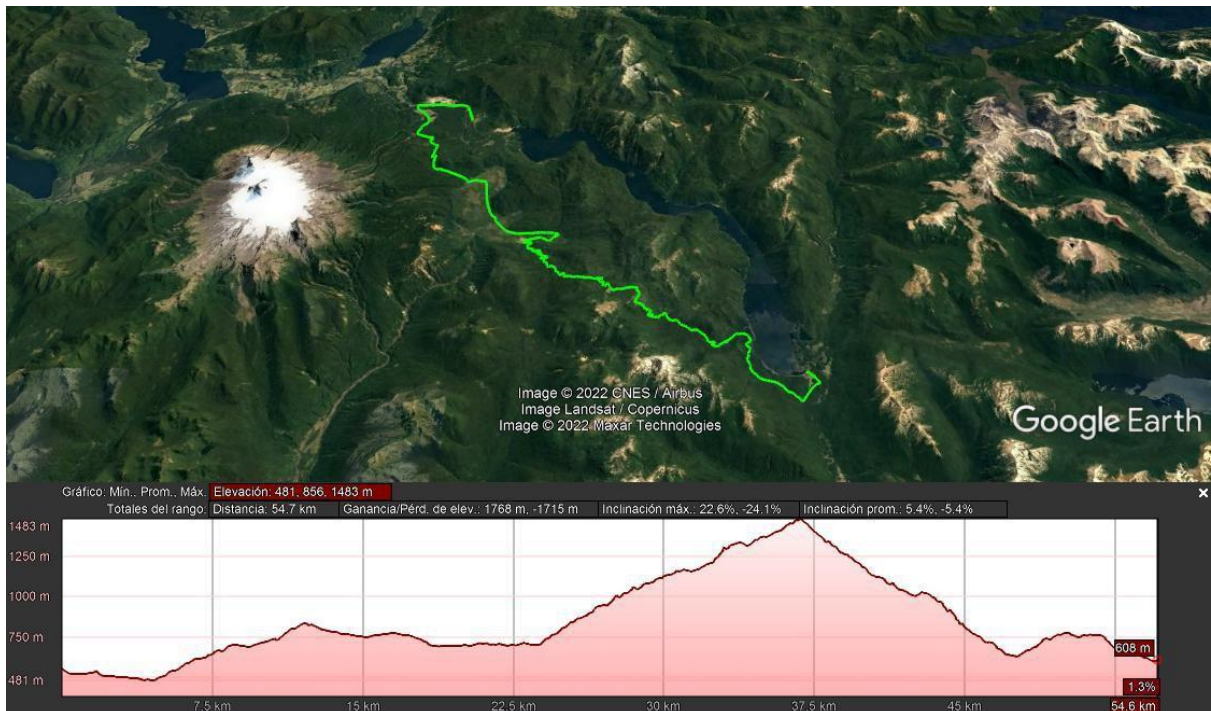 Image © 2022 CNES / Airbus
Image Landsat / Copernicus
Image © 2022 Maxar Technologies
Google Earth
Gráfico: Mín., Prom., Máx. Elevación: 481, 856, 1483 m
Totales del rango: Distancia: 54.7 km Ganancia/Pérd. de elev.: 1768 m, -1715 m Inclinación máx.: 22.6%, -24.1% Inclinación prom.: 5.4%, -5.4%
1483 m
1250 m
1000 m
750 m
608 m
481 m
1.3%
7.5 km 15 km 22.5 km 30 km 37.5 km 45 km 54.6 km